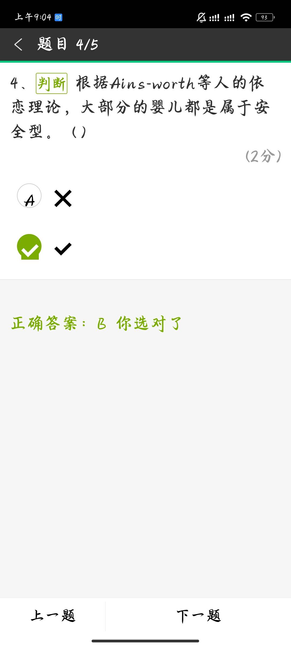 上午9:04
93
题目 4/5
4、判断 根据Ains-worth等人的依
恋理论，大部分的婴儿都是属于安
全型。（）
(2分)
A
正确答案：B 你选对了
上一题
下一题